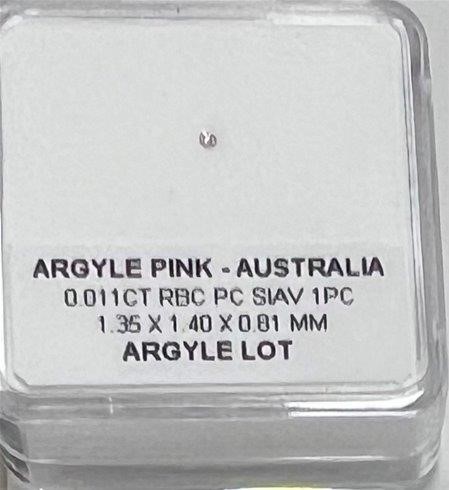 ARGYLE PINK - AUSTRALIA
0.011CT RBC PC SIAV 1PC
1.35 X 1.40 X 0.81 MM
ARGYLE LOT